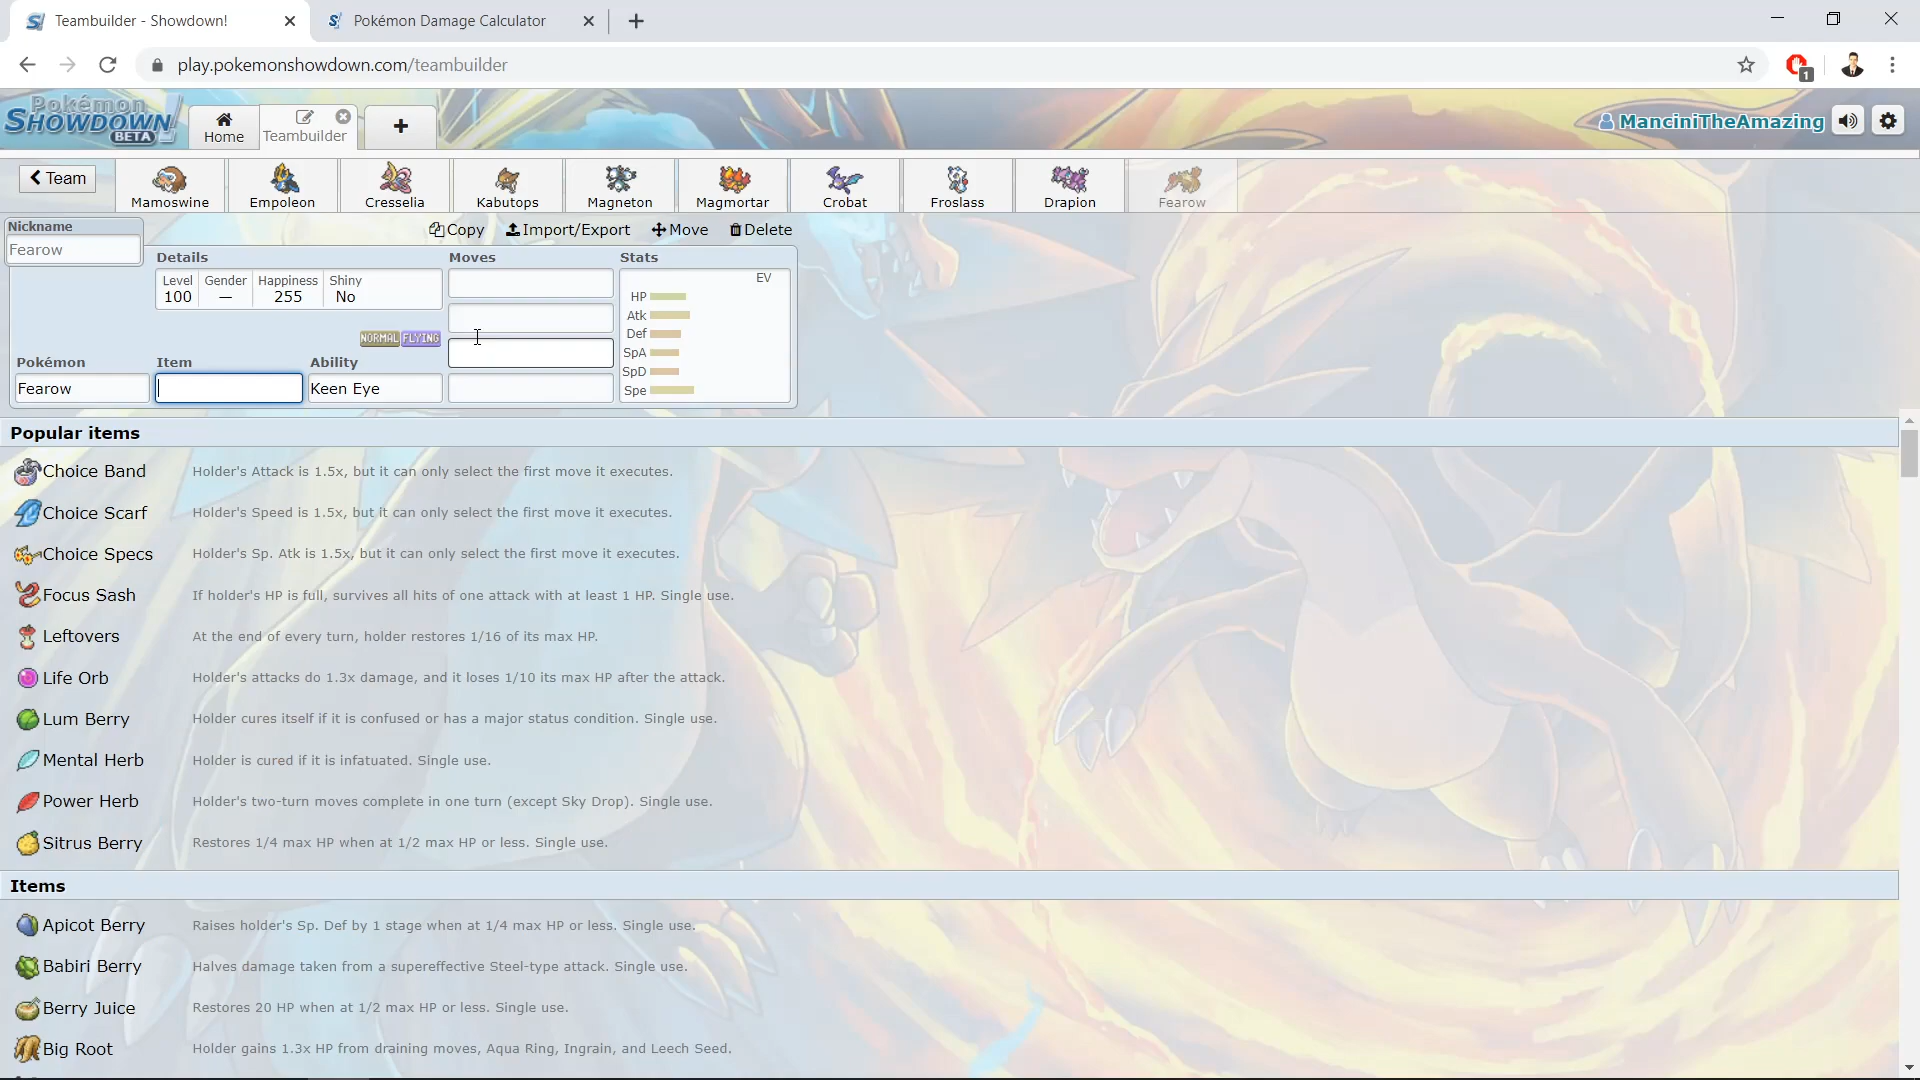 Teambuilder - Showdown!
Pokémon Damage Calculator
play.pokemonshowdown.com/teambuilder
1
Pokémon
SHOWDOWN
BETA
Home
Teambuilder
ManciniTheAmazing
Team
Mamoswine
Empoleon
Cresselia
Kabutops
Magneton
Magmortar
Crobat
Froslass
Drapion
Fearow
Nickname
Fearow
Copy
Import/Export
Move
Delete
Details
Moves
Stats
Level
100
Gender
—
Happiness
255
Shiny
No
EV
HP
Atk
Def
SpA
SpD
Spe
NORMAL FLYING
Pokémon
Item
Ability
Fearow
Keen Eye
Popular items
Choice Band Holder's Attack is 1.5x, but it can only select the first move it executes.
Choice Scarf Holder's Speed is 1.5x, but it can only select the first move it executes.
Choice Specs Holder's Sp. Atk is 1.5x, but it can only select the first move it executes.
Focus Sash If holder's HP is full, survives all hits of one attack with at least 1 HP. Single use.
Leftovers At the end of every turn, holder restores 1/16 of its max HP.
Life Orb Holder's attacks do 1.3x damage, and it loses 1/10 its max HP after the attack.
Lum Berry Holder cures itself if it is confused or has a major status condition. Single use.
Mental Herb Holder is cured if it is infatuated. Single use.
Power Herb Holder's two-turn moves complete in one turn (except Sky Drop). Single use.
Sitrus Berry Restores 1/4 max HP when at 1/2 max HP or less. Single use.
Items
Apicot Berry Raises holder's Sp. Def by 1 stage when at 1/4 max HP or less. Single use.
Babiri Berry Halves damage taken from a supereffective Steel-type attack. Single use.
Berry Juice Restores 20 HP when at 1/2 max HP or less. Single use.
Big Root Holder gains 1.3x HP from draining moves, Aqua Ring, Ingrain, and Leech Seed.